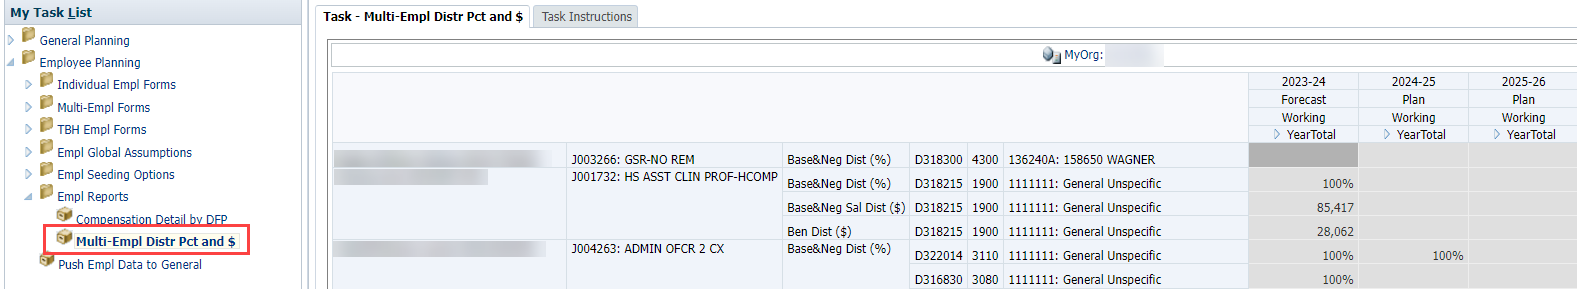 My Task List
General Planning
Employee Planning
Individual Empl Forms
Multi-Empl Forms
TBH Empl Forms
Empl Global Assumptions
Empl Seeding Options
Empl Reports
Compensation Detail by DFP
Multi-Empl Distr Pct and $
Push Empl Data to General
Task - Multi-Empl Distr Pct and $ Task Instructions
MyOrg:
2023-24 2024-25 2025-26
Forecast Plan Plan
Working Working Working
YearTotal YearTotal YearTotal
J003266: GSR-NO REM Base&Neg Dist (%) D318300 4300 136240A: 158650 WAGNER
J001732: HS ASST CLIN PROF-HCOMP Base&Neg Dist (%) D318215 1900 1111111: General Unspecific 100%
Base&Neg Sal Dist ($) D318215 1900 1111111: General Unspecific 85,417
Ben Dist ($) D318215 1900 1111111: General Unspecific 28,062
J004263: ADMIN OFCR 2 CX Base&Neg Dist (%) D322014 3110 1111111: General Unspecific 100% 100%
D316830 3080 1111111: General Unspecific 100%